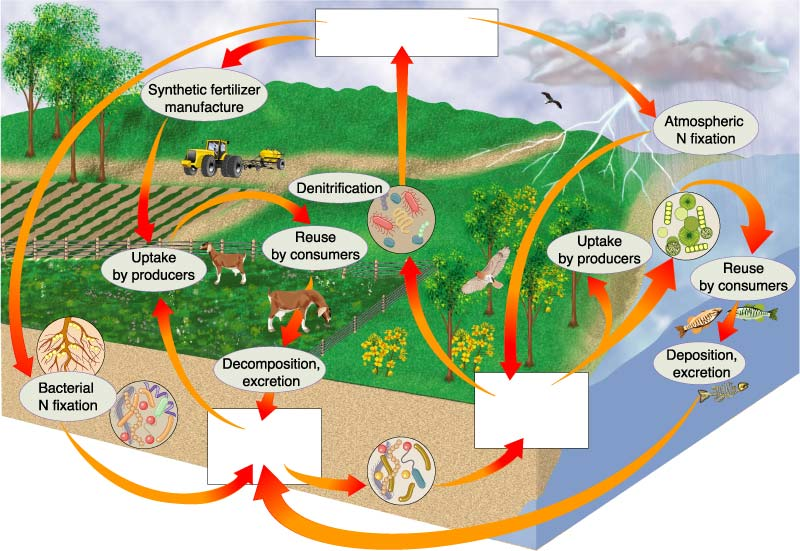 Synthetic fertilizer
manufacture
Atmospheric
N fixation
Denitrification
Uptake
by producers
Reuse
by consumers
Uptake
by producers
Reuse
by consumers
Decomposition,
excretion
Deposition,
excretion
Bacterial
N fixation